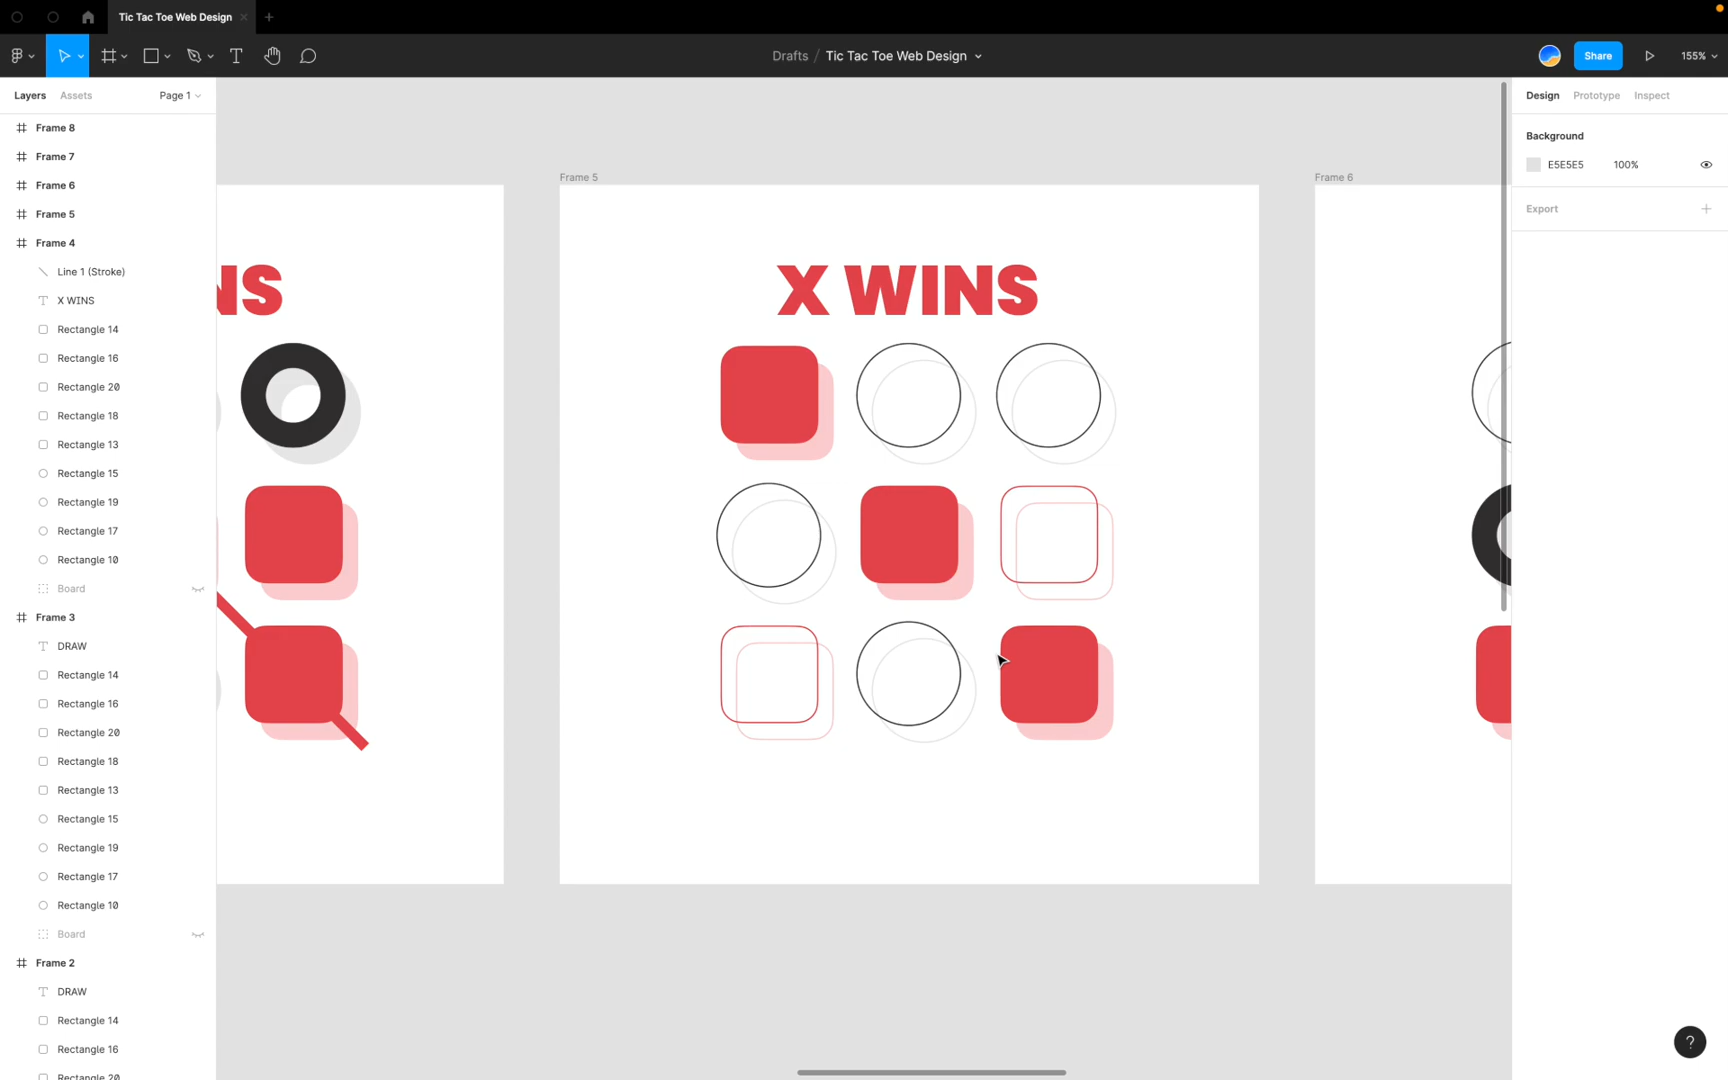 Tic Tac Toe Web Design
Drafts / Tic Tac Toe Web Design
Share
155%
Layers
Assets
Page 1
Design
Prototype
Inspect
Frame 8
Frame 7
Frame 6
Frame 5
Frame 4
Line 1 (Stroke)
X WINS
Rectangle 14
Rectangle 16
Rectangle 20
Rectangle 18
Rectangle 13
Rectangle 15
Rectangle 19
Rectangle 17
Rectangle 10
Board
Frame 3
DRAW
Rectangle 14
Rectangle 16
Rectangle 20
Rectangle 18
Rectangle 13
Rectangle 15
Rectangle 19
Rectangle 17
Rectangle 10
Board
Frame 2
DRAW
Rectangle 14
Rectangle 16
Rectangle 20
NS
Frame 5
X WINS
Frame 6
Background
E5E5E5 100%
Export
?